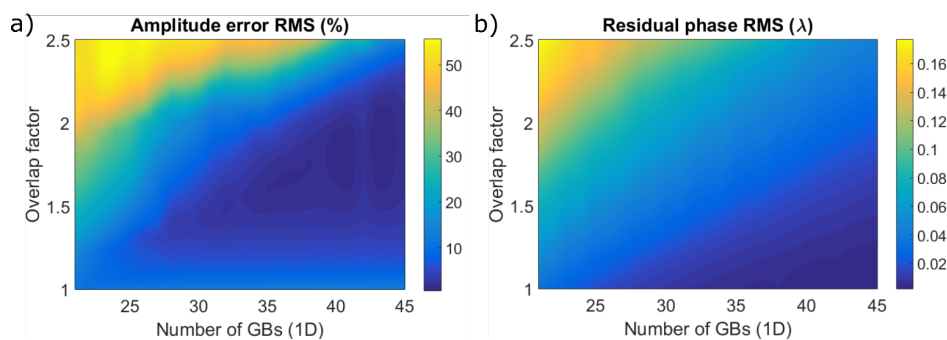 a)
Amplitude error RMS (%)
2.5
2
1.5
1
Overlap factor
25 30 35 40 45
Number of GBs (1D)
50
40
30
20
10
b)
Residual phase RMS (λ)
2.5
2
1.5
1
Overlap factor
25 30 35 40 45
Number of GBs (1D)
0.16
0.14
0.12
0.1
0.08
0.06
0.04
0.02